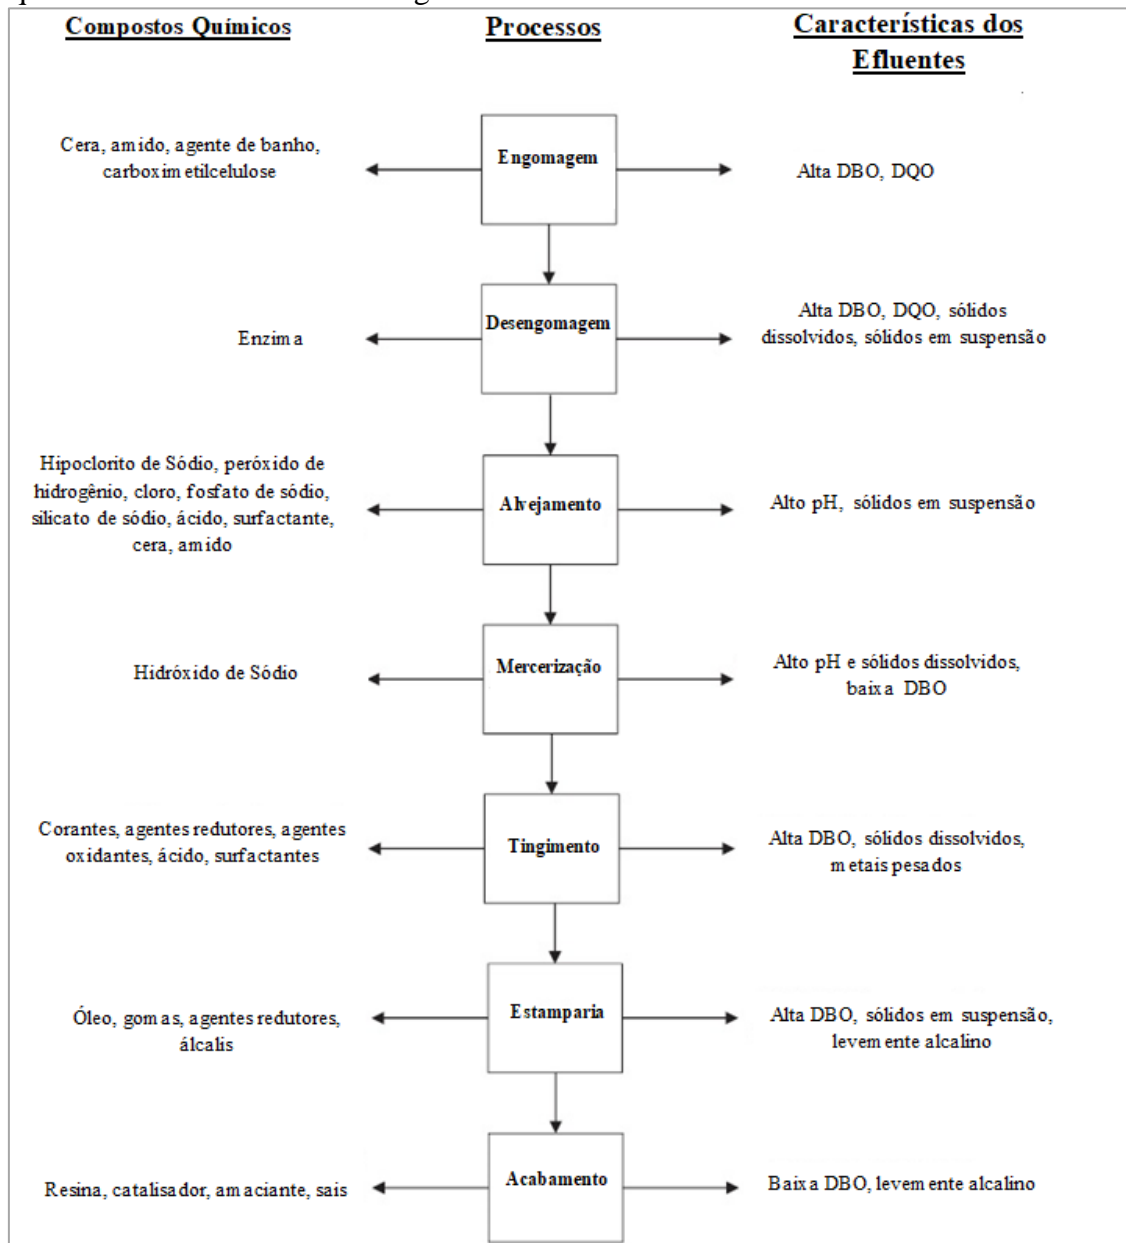 Compostos Químicos
Processos
Características dos
Efluentes
Cera, amido, agente de banho,
carboximetilcelulose
Engomagem
Alta DBO, DQO
Enzima
Desengomagem
Alta DBO, DQO, sólidos
dissolvidos, sólidos em suspensão
Hipoclorito de Sódio, peróxido de
hidrogênio, cloro, fosfato de sódio,
silicato de sódio, ácido, surfactante,
cera, amido
Alvejamento
Alto pH, sólidos em suspensão
Hidróxido de Sódio
Mercerização
Alto pH e sólidos dissolvidos,
baixa DBO
Corantes, agentes redutores, agentes
oxidantes, ácido, surfactantes
Tingimento
Alta DBO, sólidos dissolvidos,
metais pesados
Óleo, gomas, agentes redutores,
álcalis
Estamparia
Alta DBO, sólidos em suspensão,
levemente alcalino
Resina, catalisador, amaciante, sais
Acabamento
Baixa DBO, levemente alcalino